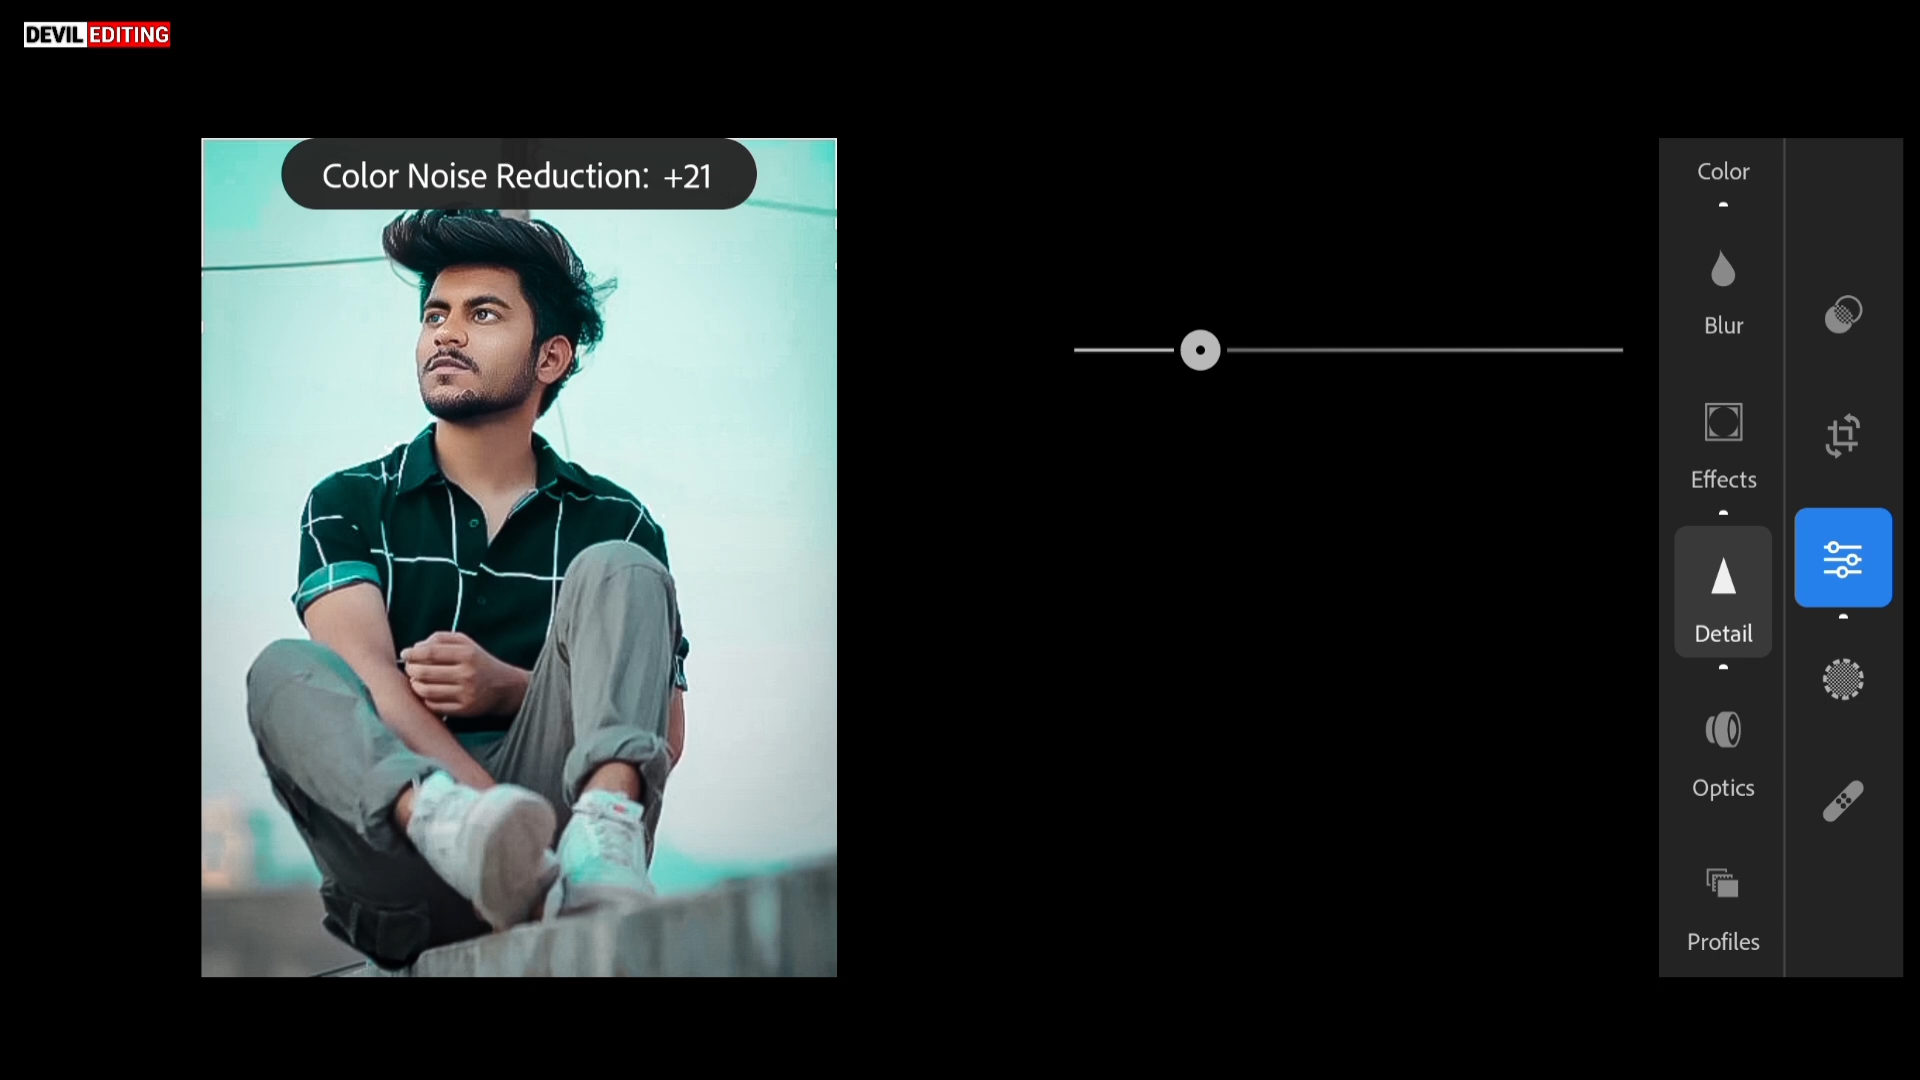 DEVIL EDITING
Color Noise Reduction: +21
Color
Blur
Effects
Detail
Optics
Profiles